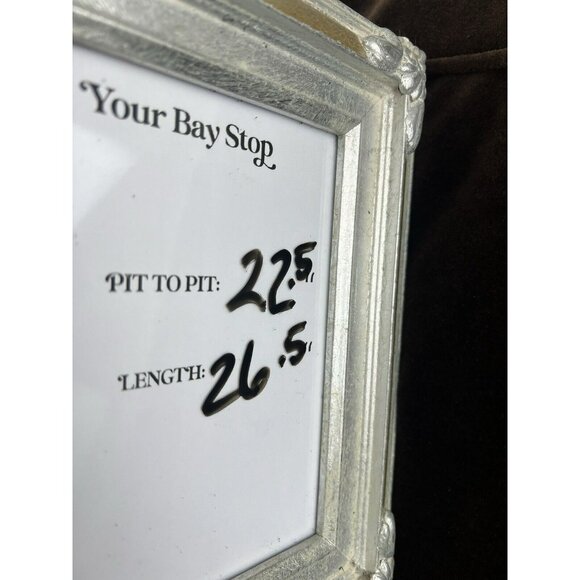 Your Bay Stop
PIT TO PIT: 22.5"
LENGTH: 26.5"